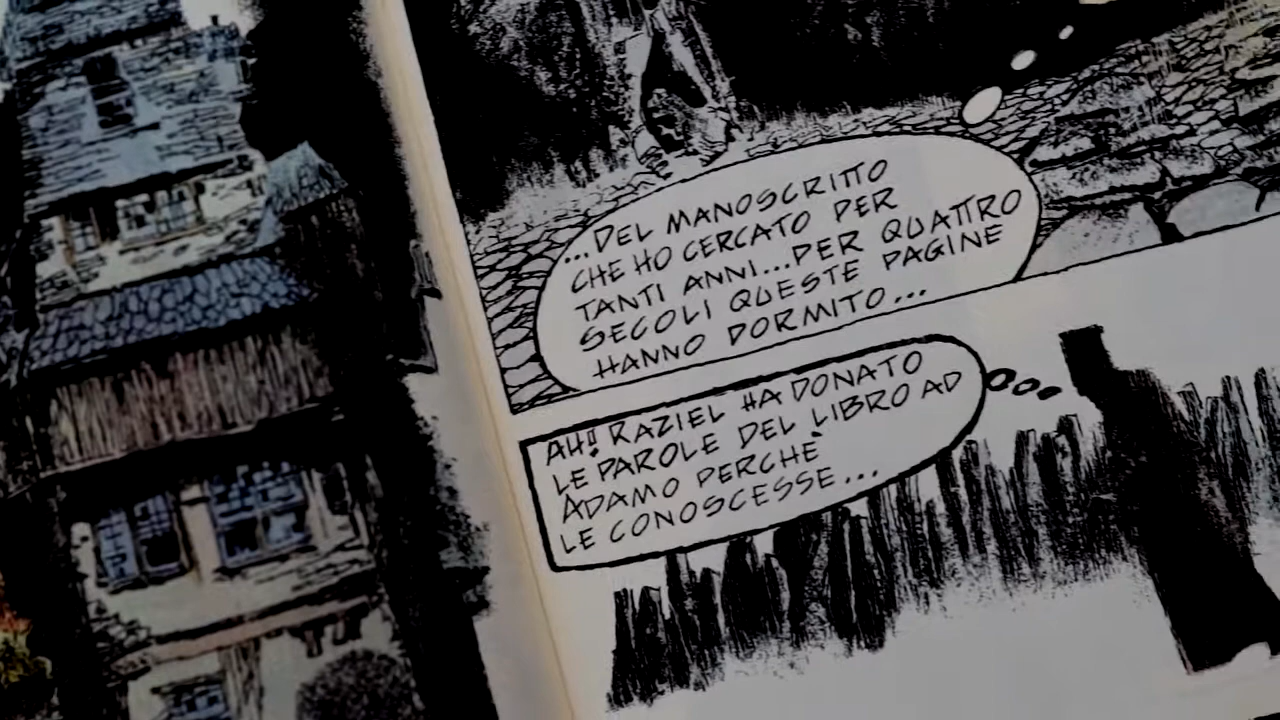 ...DEL MANOSCRITTO
CHE HO CERCATO PER
TANTI ANNI...PER QUATTRO
SECOLI QUESTE PAGINE
HANNO DORMITO...
AH! RAZIEL HA DONATO
LE PAROLE DEL LIBRO AD
ADAMO PERCHÈ
LE CONOSCESSE...